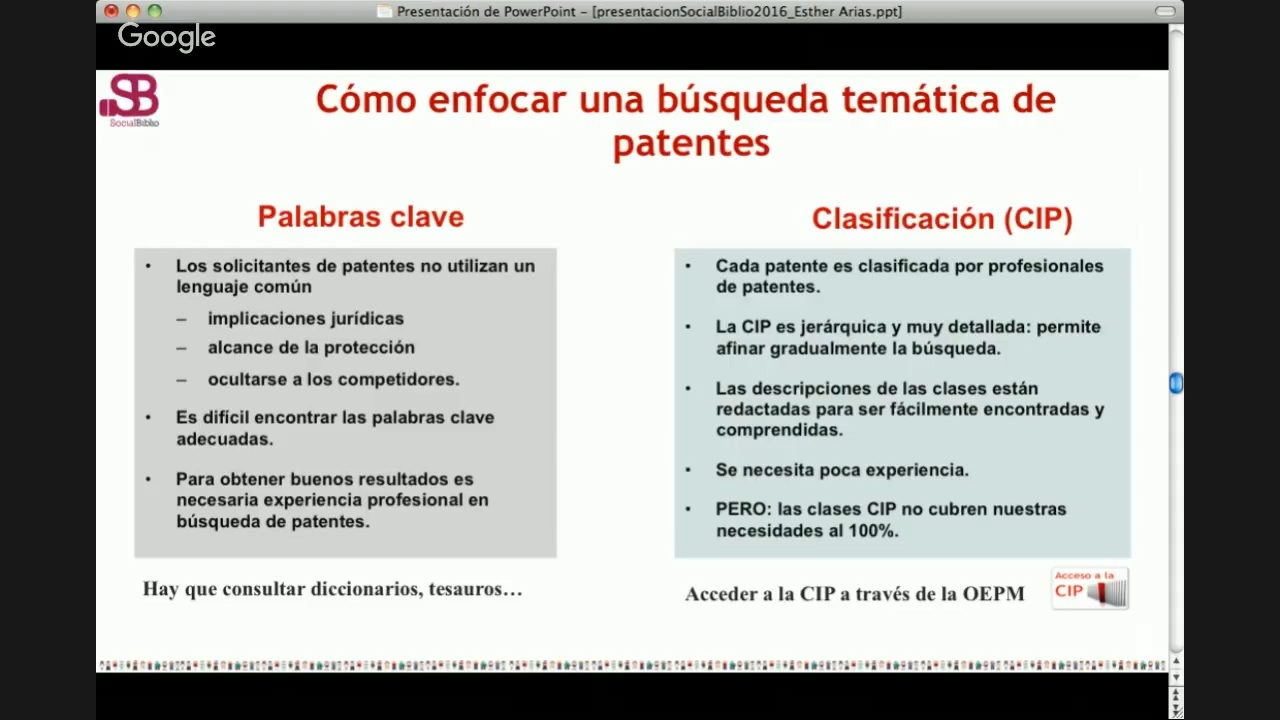 Presentación de PowerPoint – [presentacionSocialBiblio2016_Esther Arias.ppt]
Google
SB
SocialBiblio
Cómo enfocar una búsqueda temática de
patentes
Palabras clave
• Los solicitantes de patentes no utilizan un
lenguaje común
– implicaciones jurídicas
– alcance de la protección
– ocultarse a los competidores.
• Es difícil encontrar las palabras clave
adecuadas.
• Para obtener buenos resultados es
necesaria experiencia profesional en
búsqueda de patentes.
Hay que consultar diccionarios, tesauros…
Clasificación (CIP)
• Cada patente es clasificada por profesionales
de patentes.
• La CIP es jerárquica y muy detallada: permite
afinar gradualmente la búsqueda.
• Las descripciones de las clases están
redactadas para ser fácilmente encontradas y
comprendidas.
• Se necesita poca experiencia.
• PERO: las clases CIP no cubren nuestras
necesidades al 100%.
Acceder a la CIP a través de la OEPM
Acceso a la
CIP